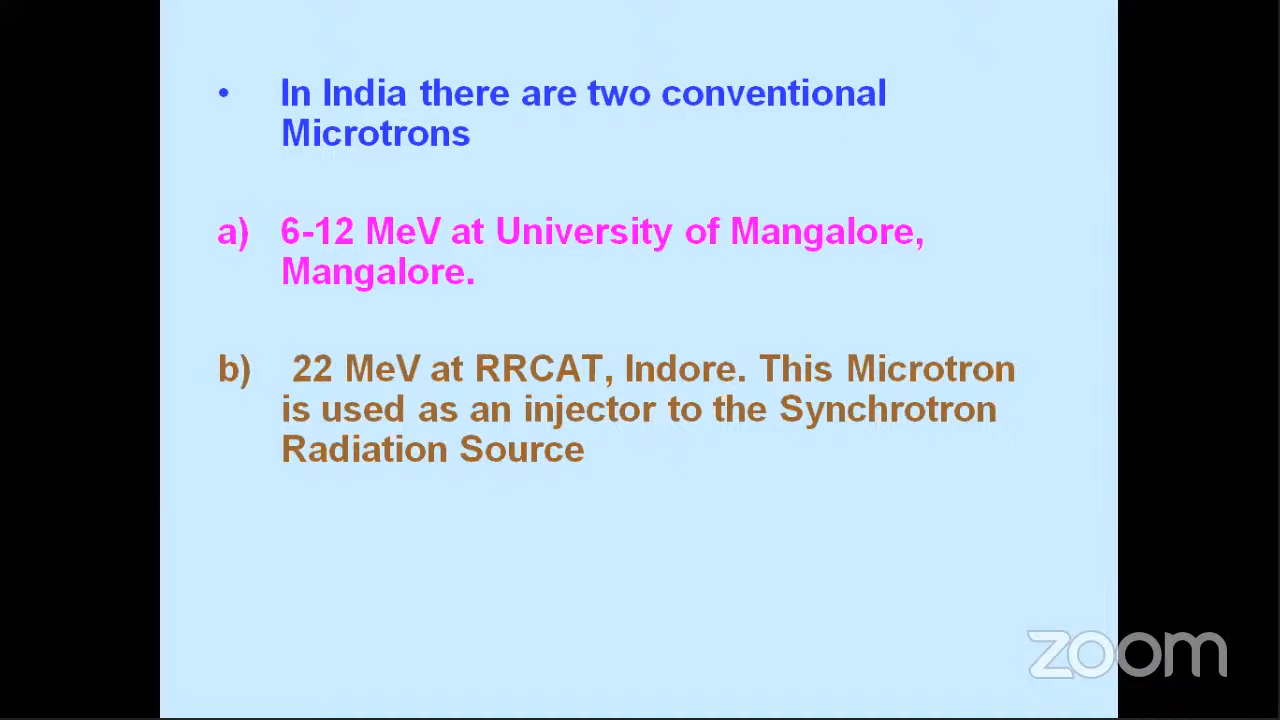 • In India there are two conventional
Microtrons
a) 6-12 MeV at University of Mangalore,
Mangalore.
b) 22 MeV at RRCAT, Indore. This Microtron
is used as an injector to the Synchrotron
Radiation Source
zoom